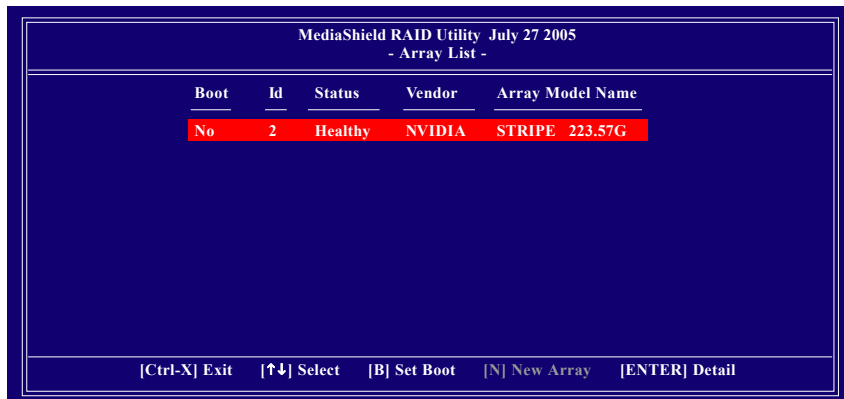 MediaShield RAID Utility July 27 2005
- Array List -
Boot Id Status Vendor Array Model Name
No 2 Healthy NVIDIA STRIPE 223.57G
[Ctrl-X] Exit [↑↓] Select [B] Set Boot [N] New Array [ENTER] Detail